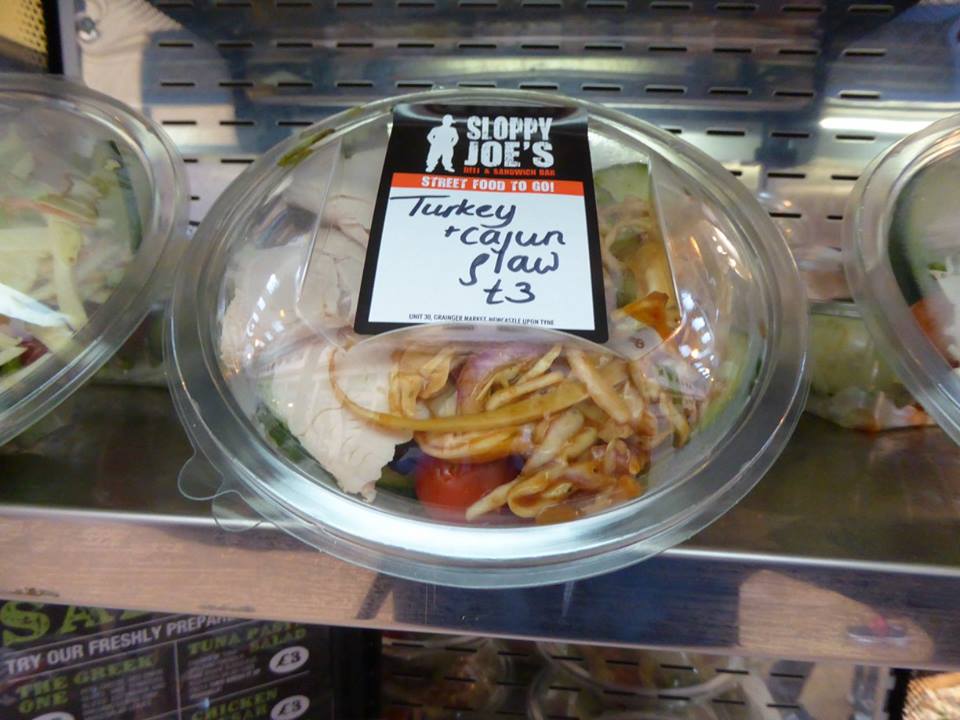 SLOPPY
JOE'S
DELI & SANDWICH BAR
STREET FOOD TO GO!
Turkey
+ cajun
slaw
£3
UNIT 30, GRAINGER MARKET, NEWCASTLE UPON TYNE
TRY OUR FRESHLY
THE GREEK
ONE
TUNA PASTA
SALAD
£3
CHICKEN
£3